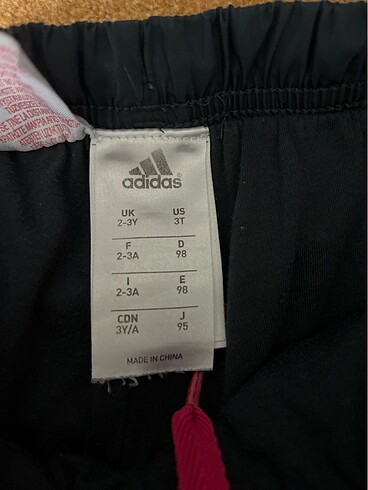 adidas
UK US
2-3Y 3T
F D
2-3A 98
I E
2-3A 98
CDN J
3Y/A 95
MADE IN CHINA